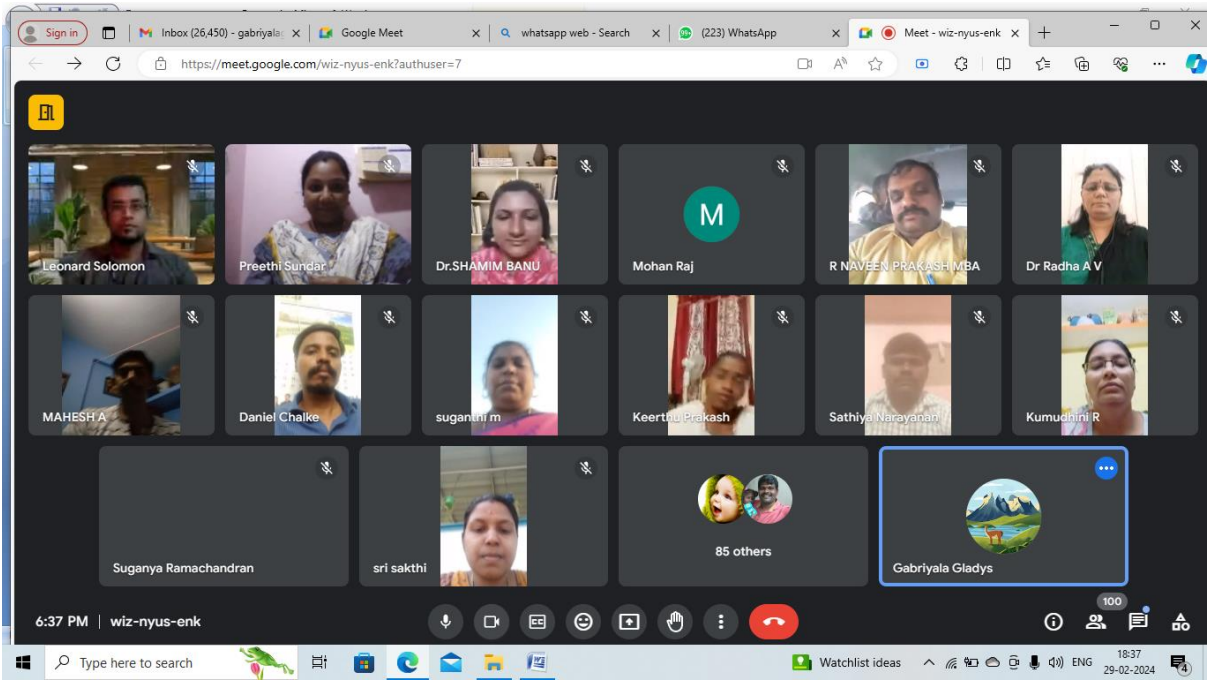 Sign in
Inbox (26,450) - gabriyala
Google Meet
whatsapp web - Search
99+
(223) WhatsApp
Meet - wiz-nyus-enk
https://meet.google.com/wiz-nyus-enk?authuser=7
Leonard Solomon
Preethi Sundar
Dr.SHAMIM BANU
M
Mohan Raj
R NAVEEN PRAKASH MBA
Dr Radha A V
MAHESH A
Daniel Chalke
suganthi m
Keerthu Prakash
Sathiya Narayanan
Kumudhini R
Suganya Ramachandran
sri sakthi
85 others
Gabriyala Gladys
6:37 PM | wiz-nyus-enk
100
Type here to search
Watchlist ideas
ENG
18:37
29-02-2024
4